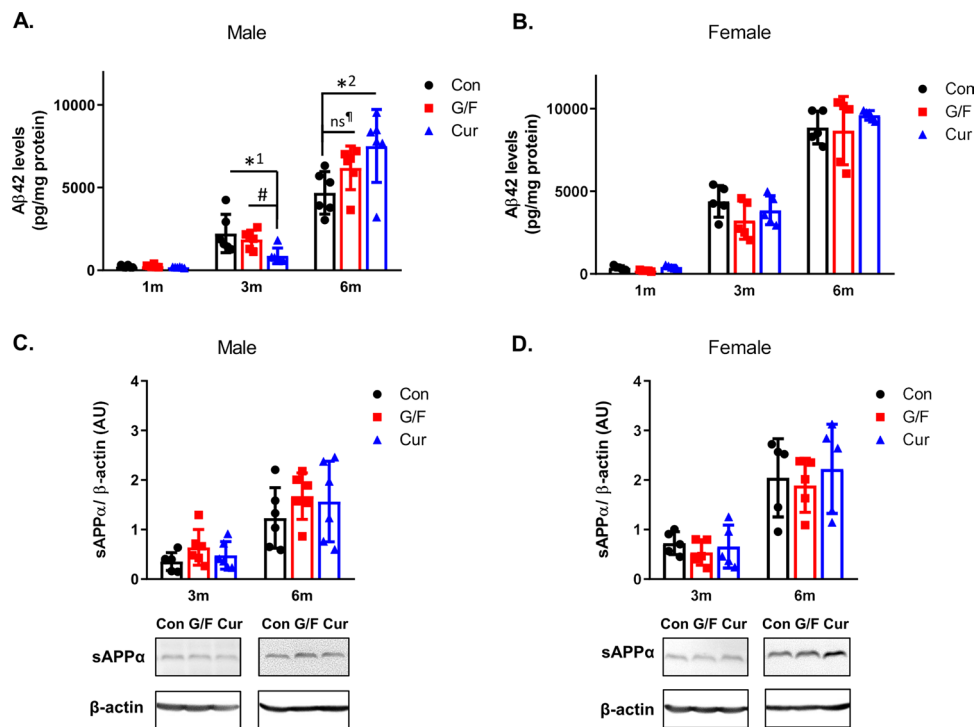 A.
Male
Con
G/F
Cur
Aβ42 levels
(pg/mg protein)
10000
5000
0
*1
#
ns¶
*2
1m 3m 6m
B.
Female
Con
G/F
Cur
Aβ42 levels
(pg/mg protein)
10000
5000
0
1m 3m 6m
C.
Male
Con
G/F
Cur
sAPPα/ β-actin (AU)
4
3
2
1
0
3m 6m
Con G/F Cur Con G/F Cur
sAPPα
β-actin
D.
Female
Con
G/F
Cur
sAPPα/ β-actin (AU)
4
3
2
1
0
3m 6m
Con G/F Cur Con G/F Cur
sAPPα
β-actin